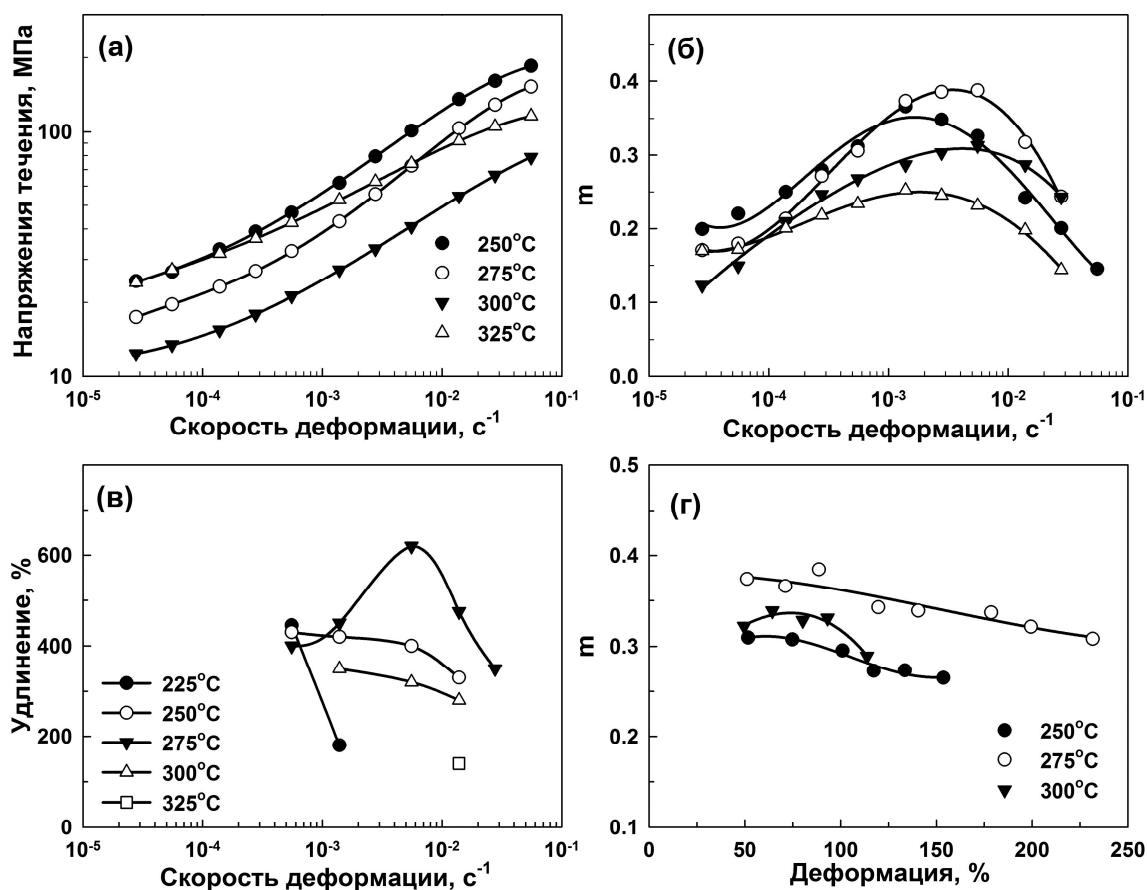 (а)
Напряжения течения, МПа
100
10
250°C
275°C
300°C
325°C
10-5 10-4 10-3 10-2 10-1
Скорость деформации, с-1
(б)
m
0.4
0.3
0.2
0.1
0.0
10-5 10-4 10-3 10-2 10-1
Скорость деформации, с-1
(в)
Удлинение, %
600
400
200
0
225°C
250°C
275°C
300°C
325°C
10-5 10-4 10-3 10-2 10-1
Скорость деформации, с-1
(г)
m
0.5
0.4
0.3
0.2
0.1
250°C
275°C
300°C
0 50 100 150 200 250
Деформация, %